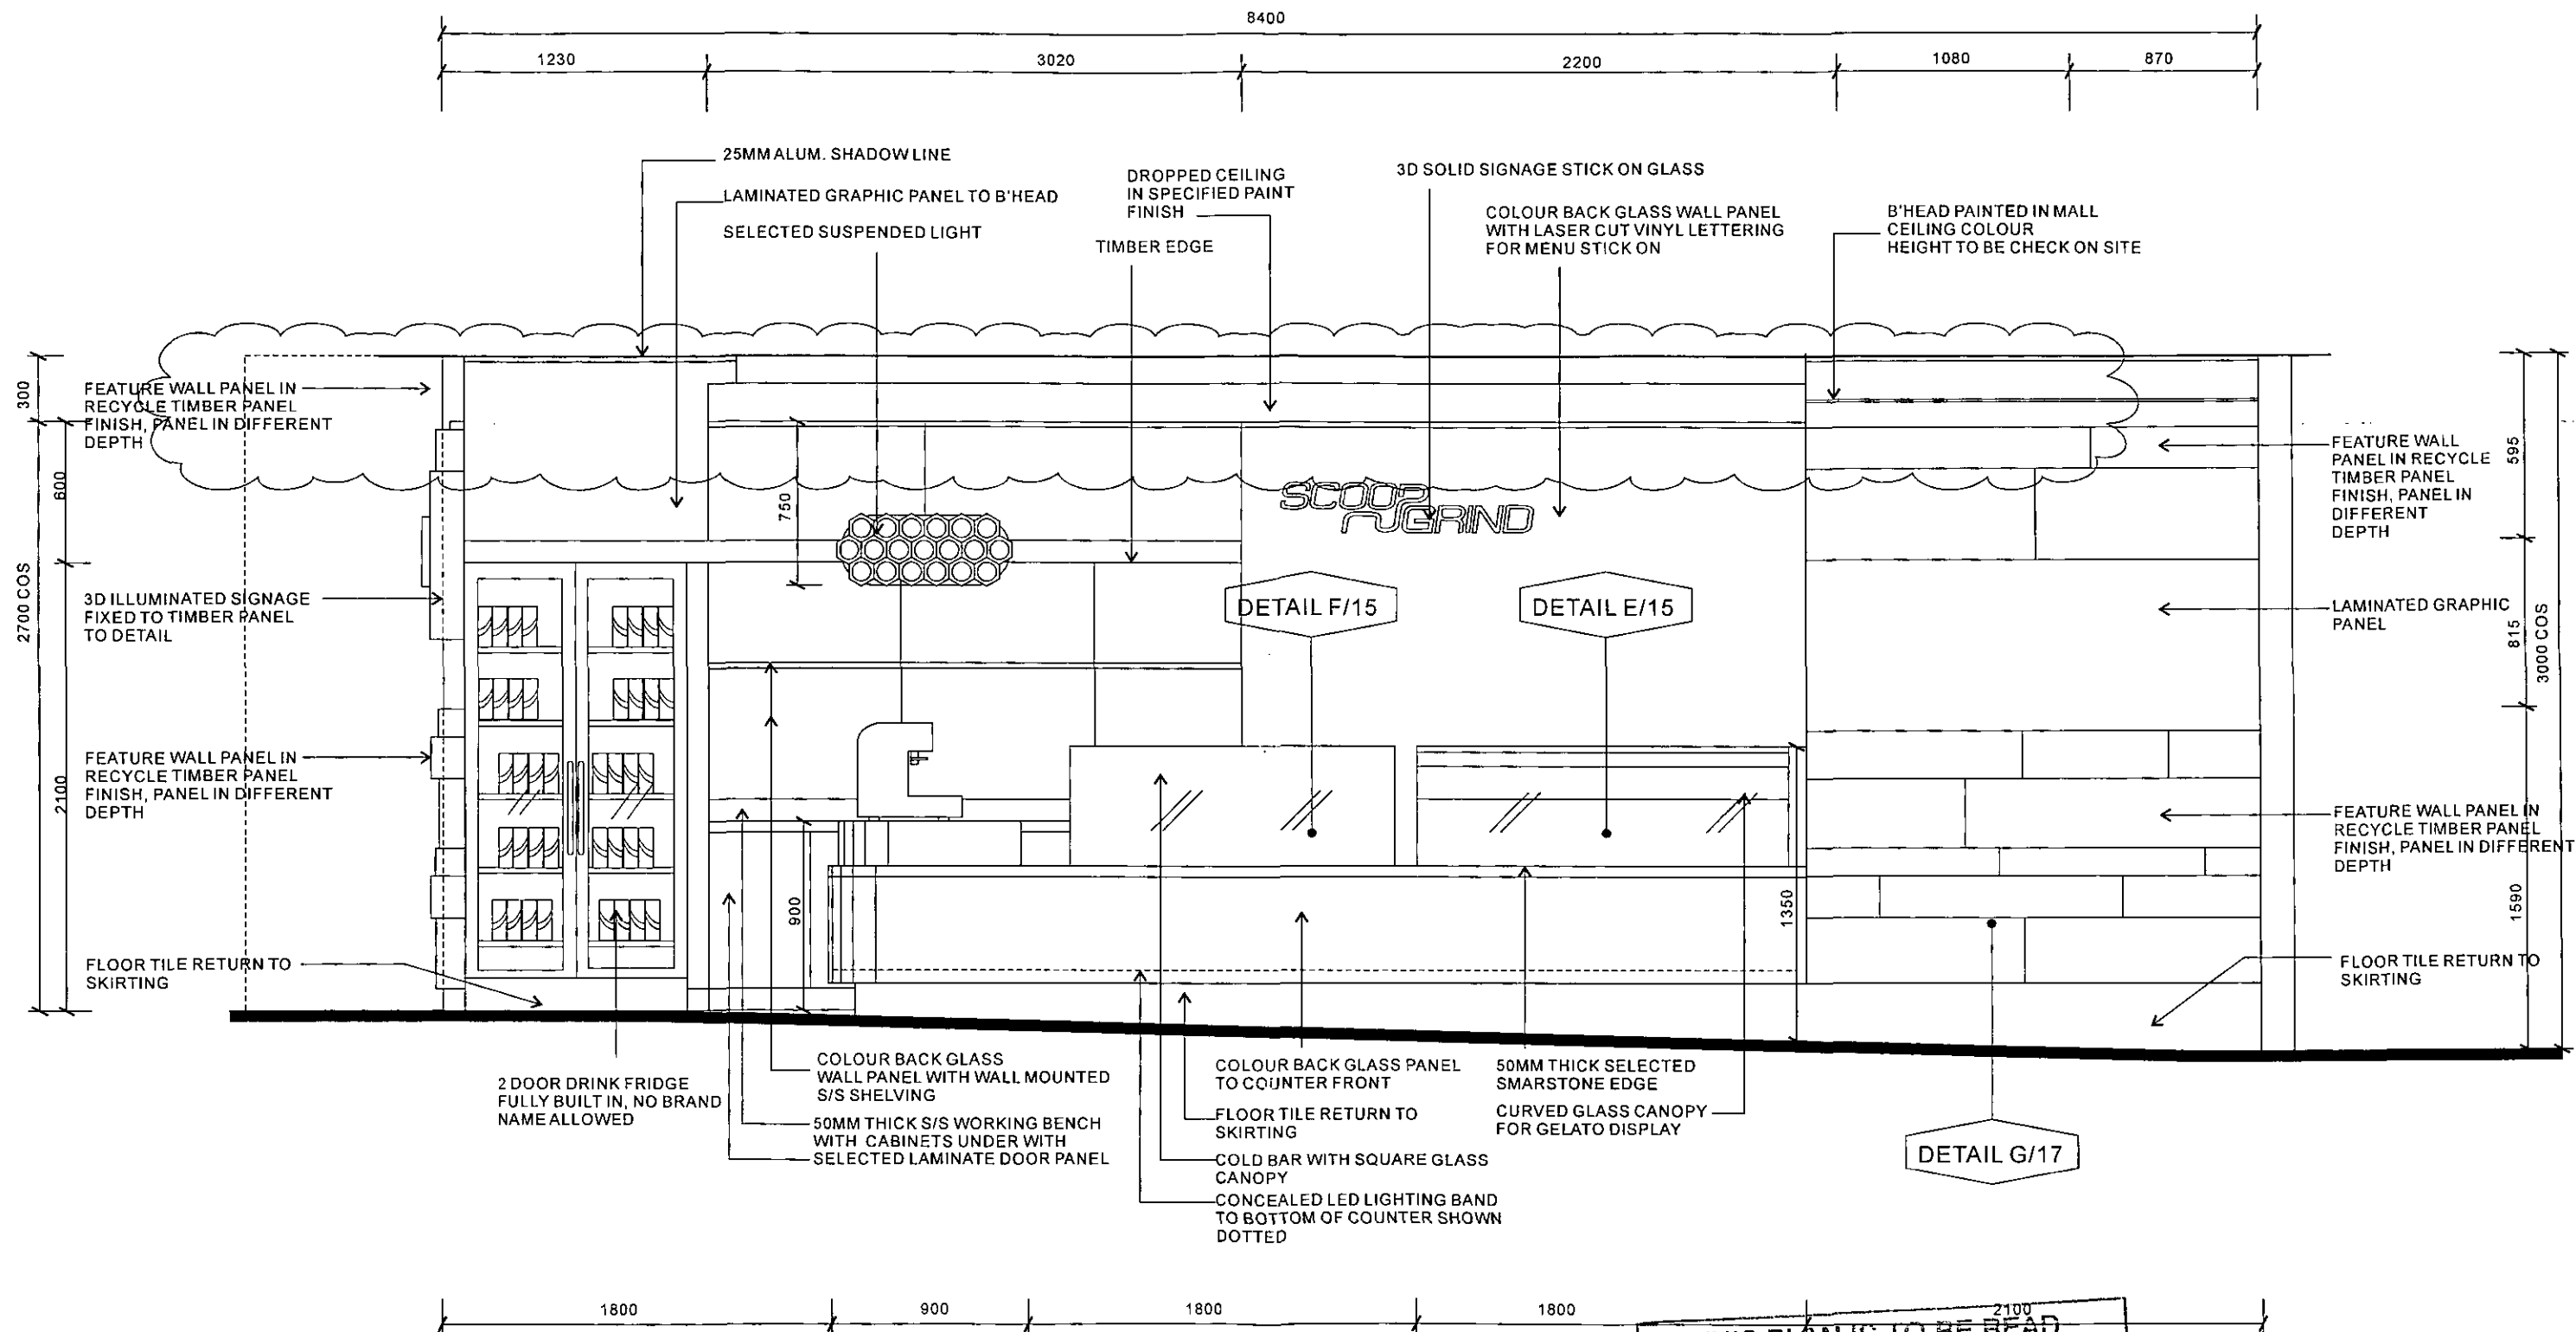 8400
1230
3020
2200
1080
870
25MM ALUM. SHADOW LINE
LAMINATED GRAPHIC PANEL TO B'HEAD
SELECTED SUSPENDED LIGHT
DROPPED CEILING
IN SPECIFIED PAINT
FINISH
TIMBER EDGE
3D SOLID SIGNAGE STICK ON GLASS
COLOUR BACK GLASS WALL PANEL
WITH LASER CUT VINYL LETTERING
FOR MENU STICK ON
B'HEAD PAINTED IN MALL
CEILING COLOUR
HEIGHT TO BE CHECK ON SITE
300
2700 COS
600
2100
FEATURE WALL PANEL IN
RECYCLE TIMBER PANEL
FINISH, PANEL IN DIFFERENT
DEPTH
3D ILLUMINATED SIGNAGE
FIXED TO TIMBER PANEL
TO DETAIL
FEATURE WALL PANEL IN
RECYCLE TIMBER PANEL
FINISH, PANEL IN DIFFERENT
DEPTH
FLOOR TILE RETURN TO
SKIRTING
750
SCOOP
GRIND
DETAIL F/15
DETAIL E/15
900
1350
FEATURE WALL
PANEL IN RECYCLE
TIMBER PANEL
FINISH, PANEL IN
DIFFERENT
DEPTH
LAMINATED GRAPHIC
PANEL
FEATURE WALL PANEL IN
RECYCLE TIMBER PANEL
FINISH, PANEL IN DIFFERENT
DEPTH
FLOOR TILE RETURN TO
SKIRTING
595
815
3000 COS
1590
2 DOOR DRINK FRIDGE
FULLY BUILT IN, NO BRAND
NAME ALLOWED
COLOUR BACK GLASS
WALL PANEL WITH WALL MOUNTED
S/S SHELVING
50MM THICK S/S WORKING BENCH
WITH CABINETS UNDER WITH
SELECTED LAMINATE DOOR PANEL
COLOUR BACK GLASS PANEL
TO COUNTER FRONT
FLOOR TILE RETURN TO
SKIRTING
COLD BAR WITH SQUARE GLASS
CANOPY
CONCEALED LED LIGHTING BAND
TO BOTTOM OF COUNTER SHOWN
DOTTED
50MM THICK SELECTED
SMARSTONE EDGE
CURVED GLASS CANOPY
FOR GELATO DISPLAY
DETAIL G/17
1800
900
1800
1800
2100
PLAN IS TO BE READ